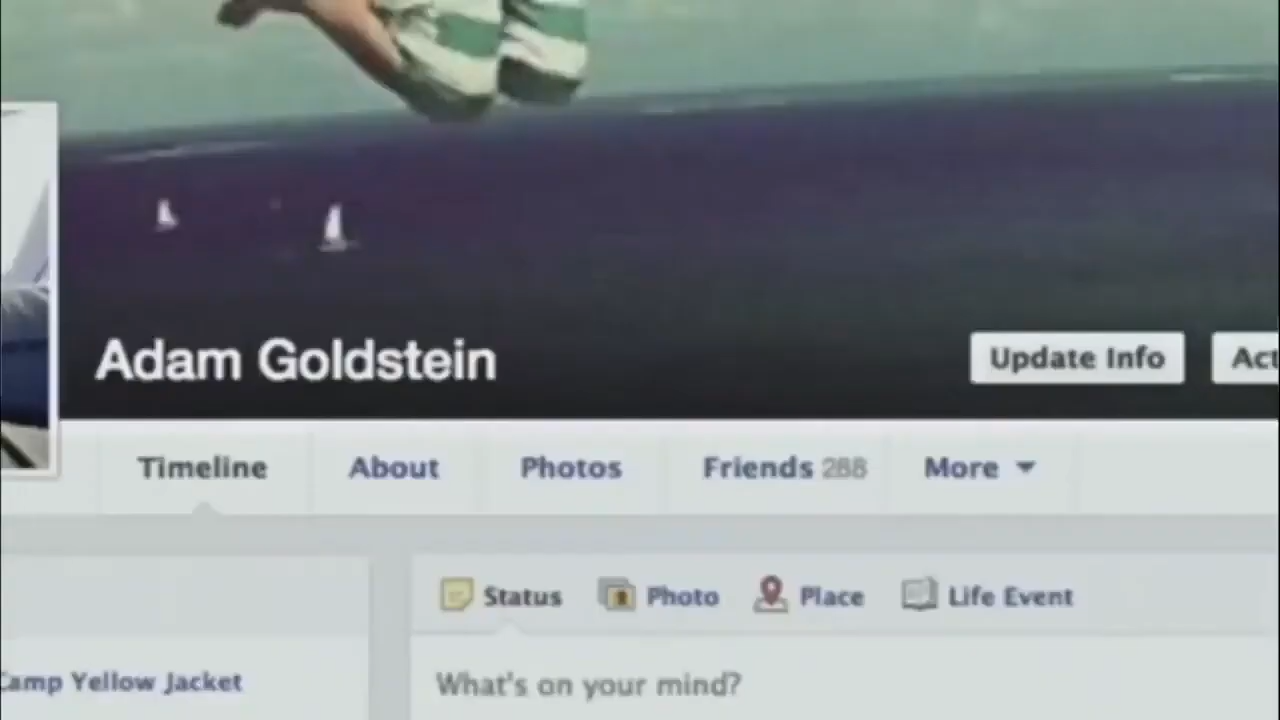 Adam Goldstein
Update Info
Timeline About Photos Friends 288 More
Status Photo Place Life Event
Camp Yellow Jacket
What's on your mind?